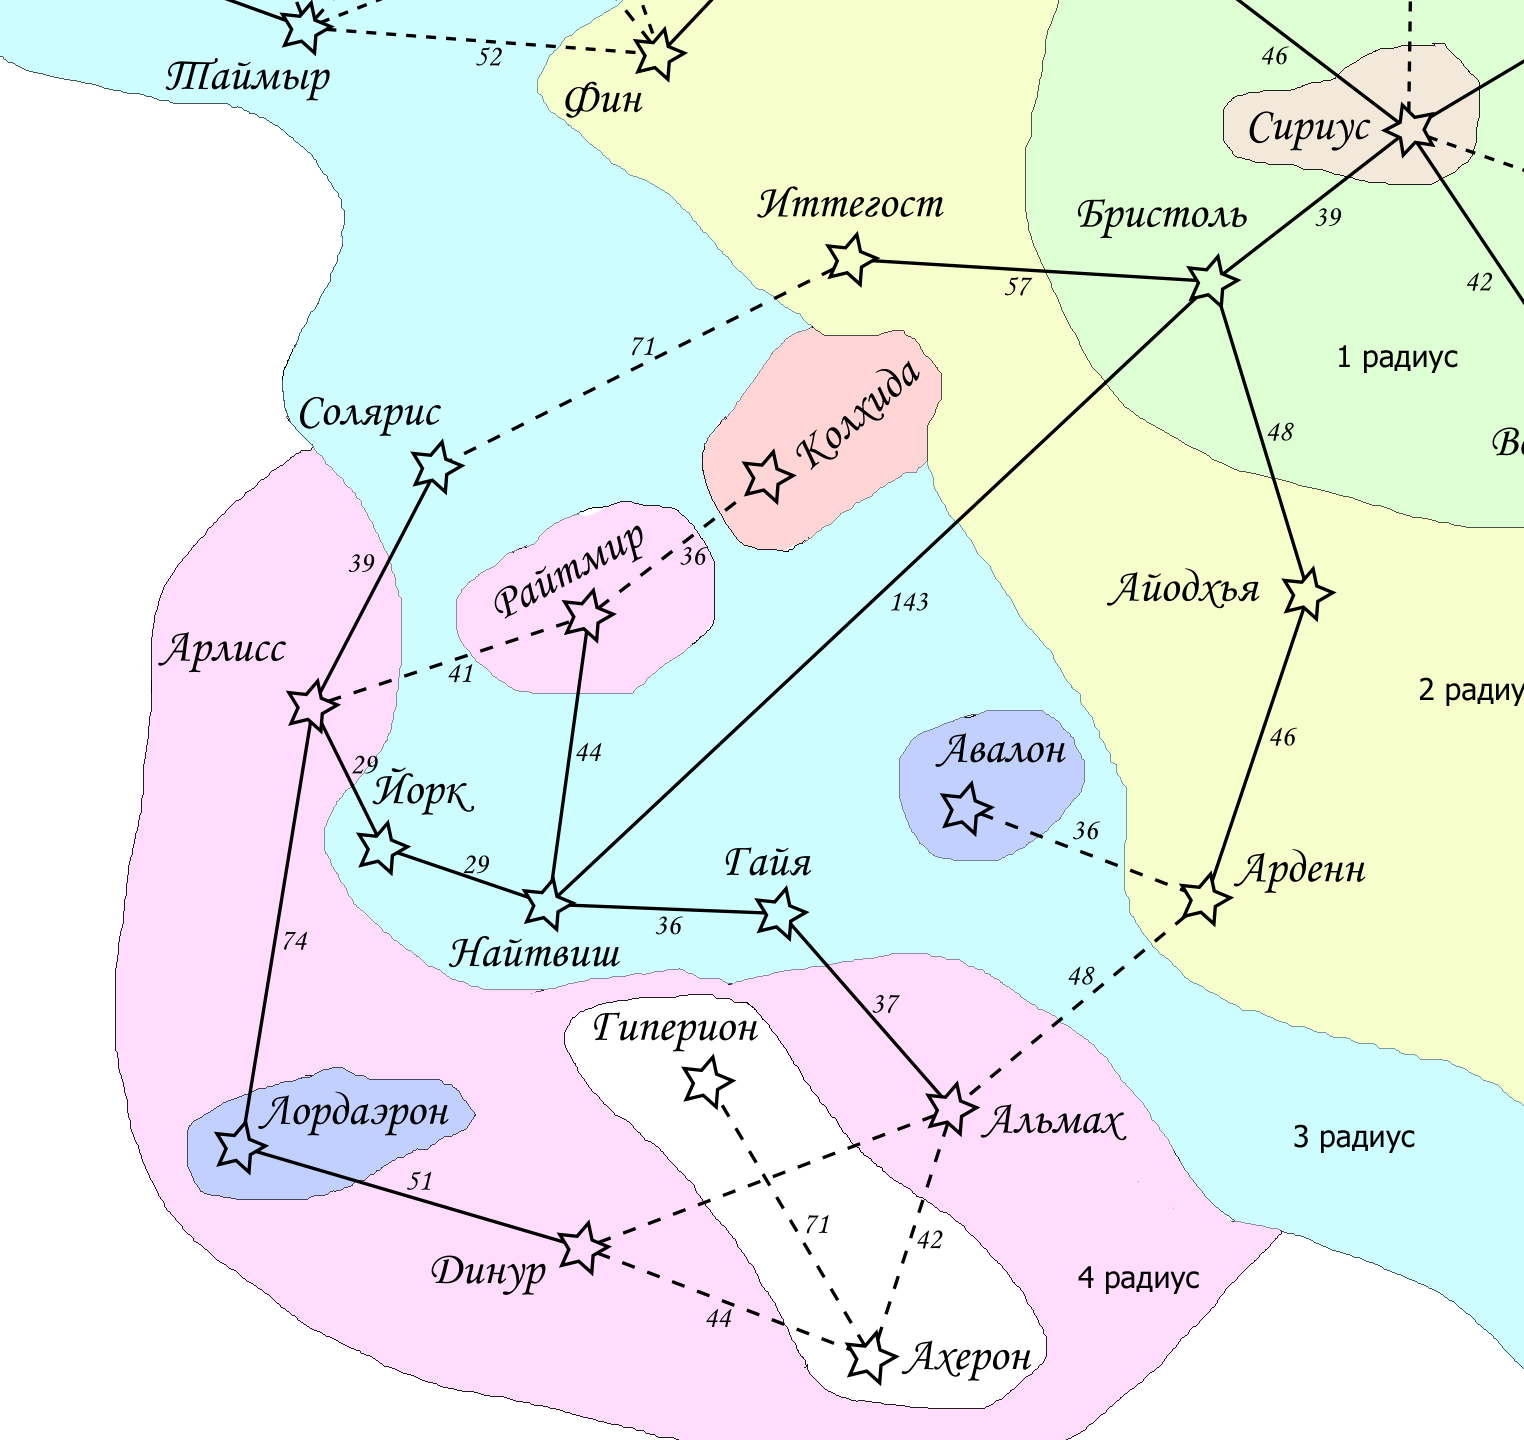 52
Таймыр
Фин
46
Сириус
Иттегост
Бристоль
39
57
42
71
1 радиус
Солярис
Колхида
48
39
Райтмир
36
143
Айодхья
Арлисс
41
2 радиу
46
29
44
Авалон
Йорк
36
29
Гайя
Арденн
36
74
Найтвиш
48
37
Гиперион
Лордаэрон
Альмах
3 радиус
51
71
42
Динур
4 радиус
44
Ахерон